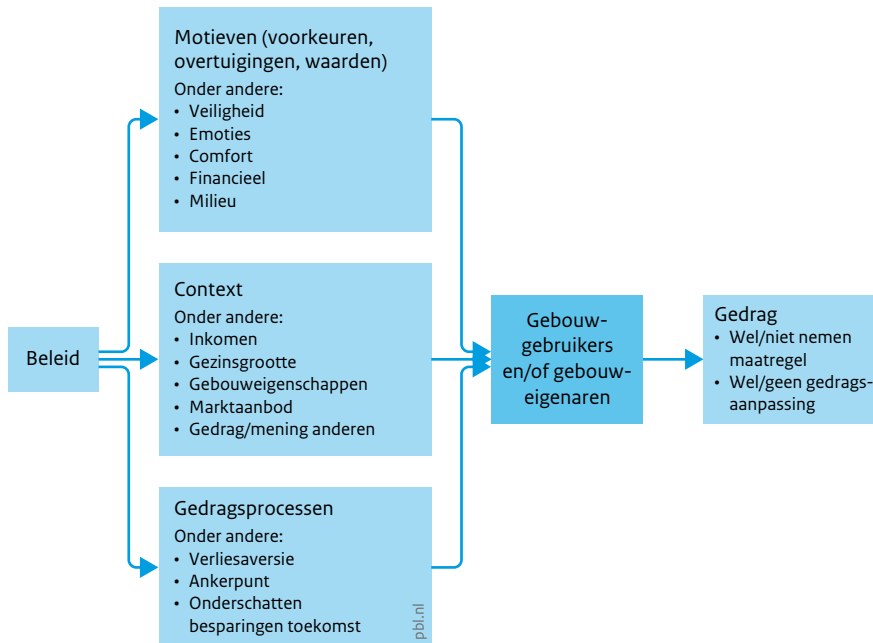 Beleid
Motieven (voorkeuren,
overtuigingen, waarden)
Onder andere:
• Veiligheid
• Emoties
• Comfort
• Financieel
• Milieu
Context
Onder andere:
• Inkomen
• Gezinsgrootte
• Gebouweigenschappen
• Marktaanbod
• Gedrag/mening anderen
Gedragsprocessen
Onder andere:
• Verliesaversie
• Ankerpunt
• Onderschatten
besparingen toekomst
pbl.nl
Gebouw-
gebruikers
en/of gebouw-
eigenaren
Gedrag
• Wel/niet nemen
maatregel
• Wel/geen gedrags-
aanpassing